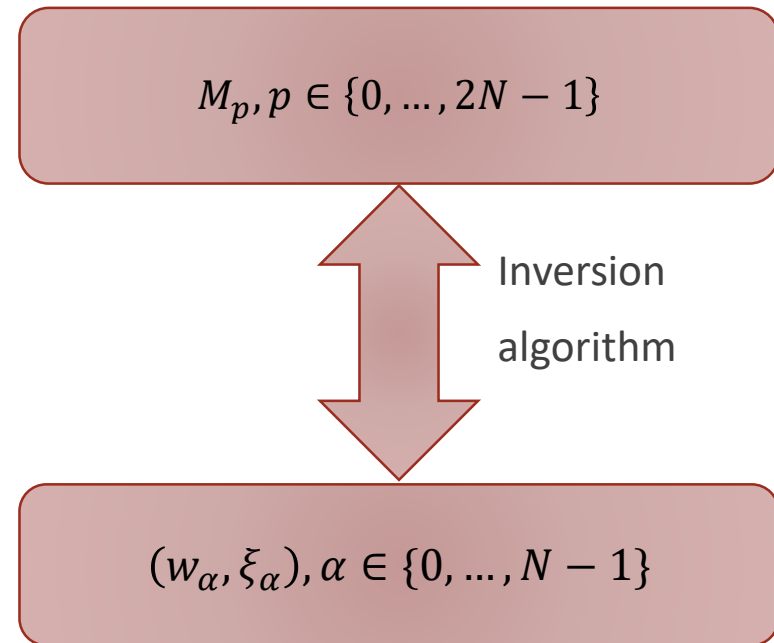 M_p, p ∈ {0, … , 2N − 1}
Inversion
algorithm
(w_α, ξ_α), α ∈ {0, … , N − 1}